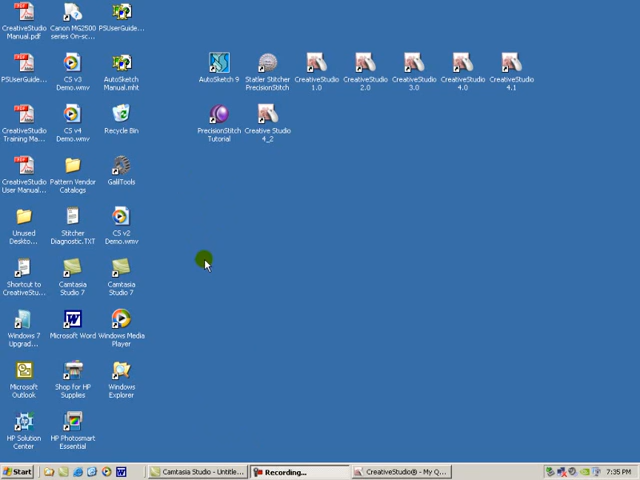 CreativeStudio
Manual.pdf
Canon MG2500
series On-sc...
PSUserGuide...
PSUserGuide....
CS v3
Demo.wmv
AutoSketch
Manual.mht
AutoSketch 9
Statler Stitcher
PrecisionStitch
CreativeStudio
1.0
CreativeStudio
2.0
CreativeStudio
3.0
CreativeStudio
4.0
CreativeStudio
4.1
CreativeStudio
Training Ma...
CS v4
Demo.wmv
Recycle Bin
PrecisionStitch
Tutorial
Creative Studio
4_2
CreativeStudio
User Manual...
Pattern Vendor
Catalogs
GalilTools
Unused
Deskto...
Stitcher
Diagnostic.TXT
CS v2
Demo.wmv
Shortcut to
CreativeStu...
Camtasia
Studio 7
Camtasia
Studio 7
Windows 7
Upgrad...
Microsoft Word
Windows Media
Player
Microsoft
Outlook
Shop for HP
Supplies
Windows
Explorer
HP Solution
Center
HP Photosmart
Essential
Start
Camtasia Studio - Untitle...
Recording...
CreativeStudio® - My Q...
7:35 PM